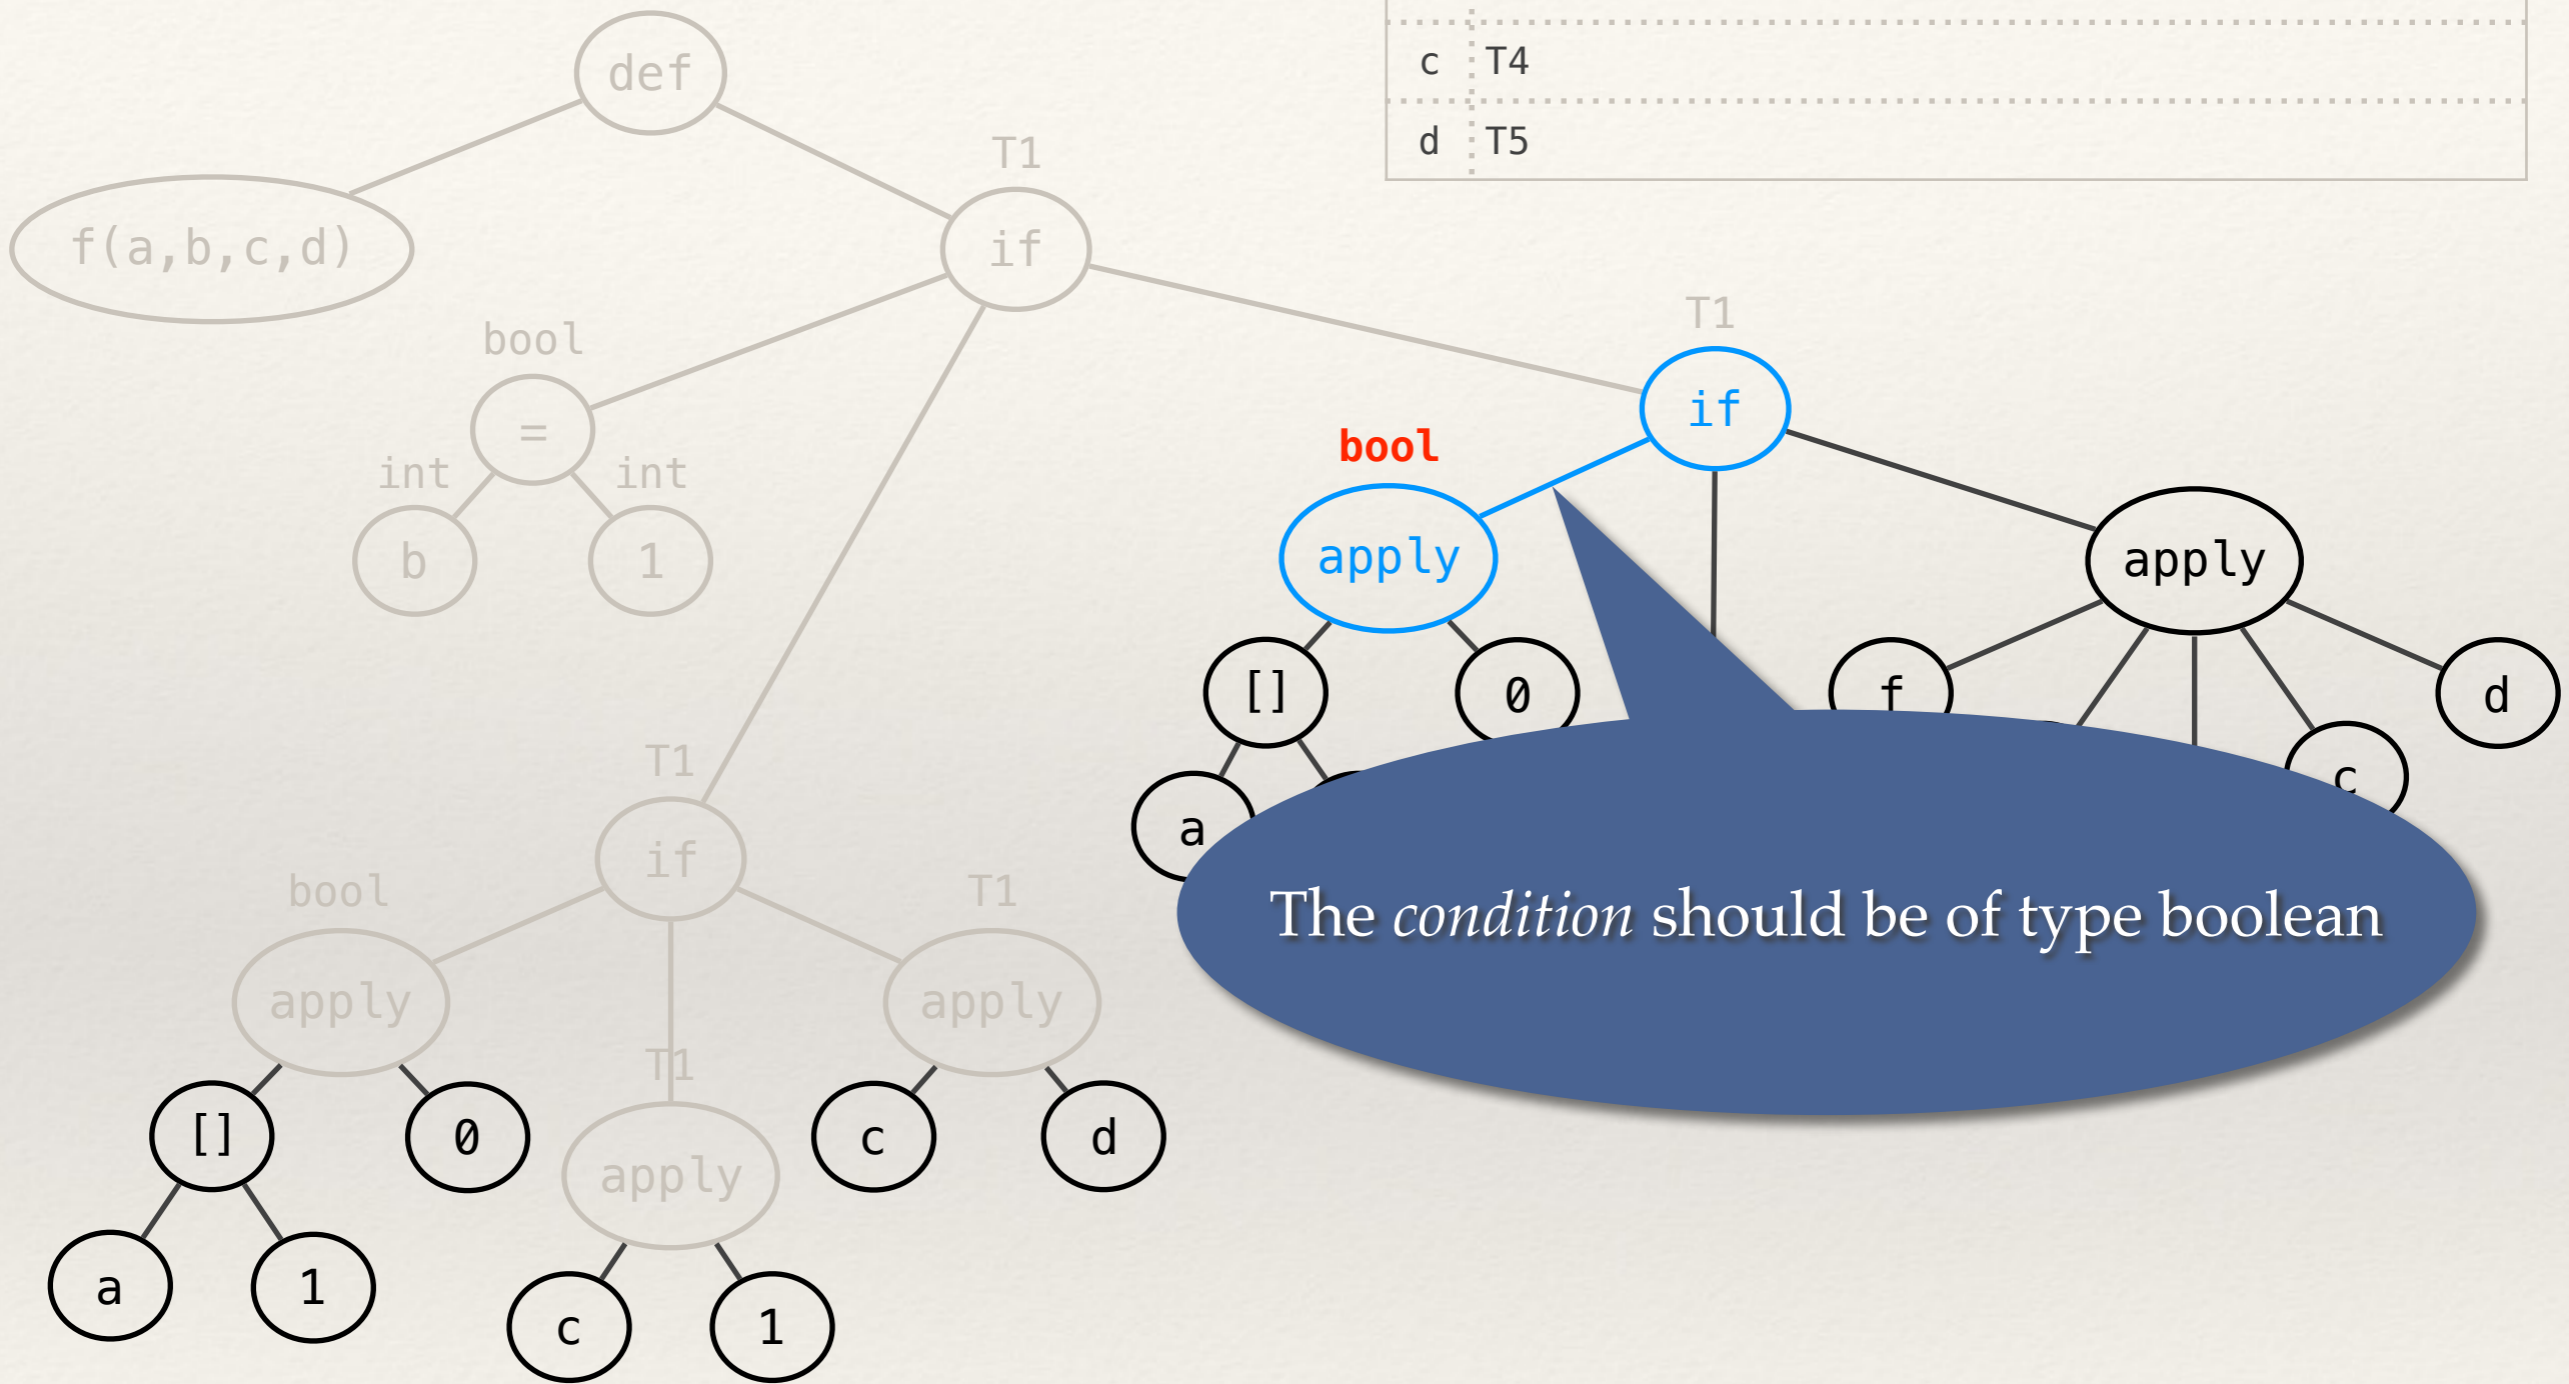 def
c T4
d T5
T1
f(a,b,c,d)
if
bool
T1
=
if
int
int
bool
b
1
apply
apply
[]
0
f
d
T1
c
a
if
bool
T1
The condition should be of type boolean
apply
apply
T1
[]
0
c
d
apply
a
1
c
1